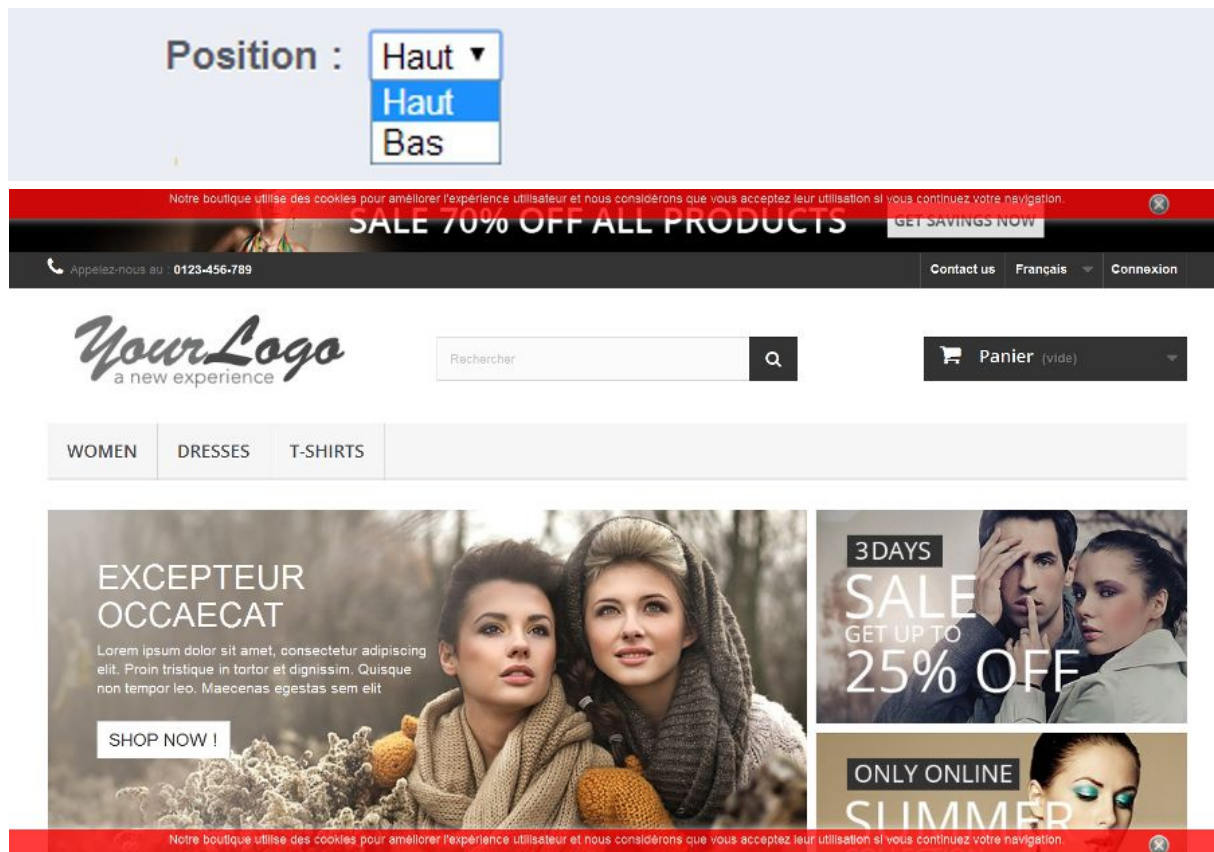 Position : Haut
Haut
Bas
Notre boutique utilise des cookies pour améliorer l'expérience utilisateur et nous considérons que vous acceptez leur utilisation si vous continuez votre navigation.
SALE 70% OFF ALL PRODUCTS GET SAVINGS NOW
Appelez-nous au : 0123-456-789 Contact us Français Connexion
YourLogo
a new experience
Rechercher
Panier (vide)
WOMEN DRESSES T-SHIRTS
EXCEPTEUR
OCCAECAT
Lorem ipsum dolor sit amet, consectetur adipiscing
elit. Proin tristique in tortor et dignissim. Quisque
non tempor leo. Maecenas egestas sem elit
SHOP NOW !
3DAYS
SALE
GET UP TO
25% OFF
ONLY ONLINE
SUMMER
Notre boutique utilise des cookies pour améliorer l'expérience utilisateur et nous considérons que vous acceptez leur utilisation si vous continuez votre navigation.